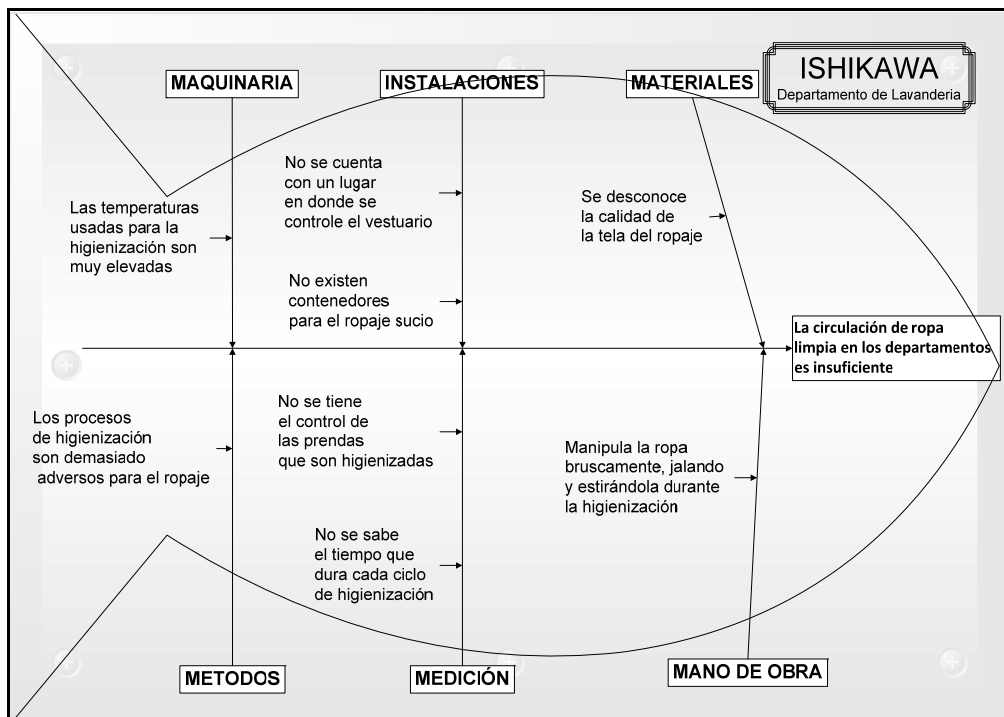 ISHIKAWA
Departamento de Lavanderia
MAQUINARIA
INSTALACIONES
MATERIALES
Las temperaturas
usadas para la
higienización son
muy elevadas
No se cuenta
con un lugar
en donde se
controle el vestuario
No existen
contenedores
para el ropaje sucio
Se desconoce
la calidad de
la tela del ropaje
La circulación de ropa
limpia en los departamentos
es insuficiente
Los procesos
de higienización
son demasiado
adversos para el ropaje
No se tiene
el control de
las prendas
que son higienizadas
No se sabe
el tiempo que
dura cada ciclo
de higienización
Manipula la ropa
bruscamente, jalando
y estirándola durante
la higienización
METODOS
MEDICIÓN
MANO DE OBRA